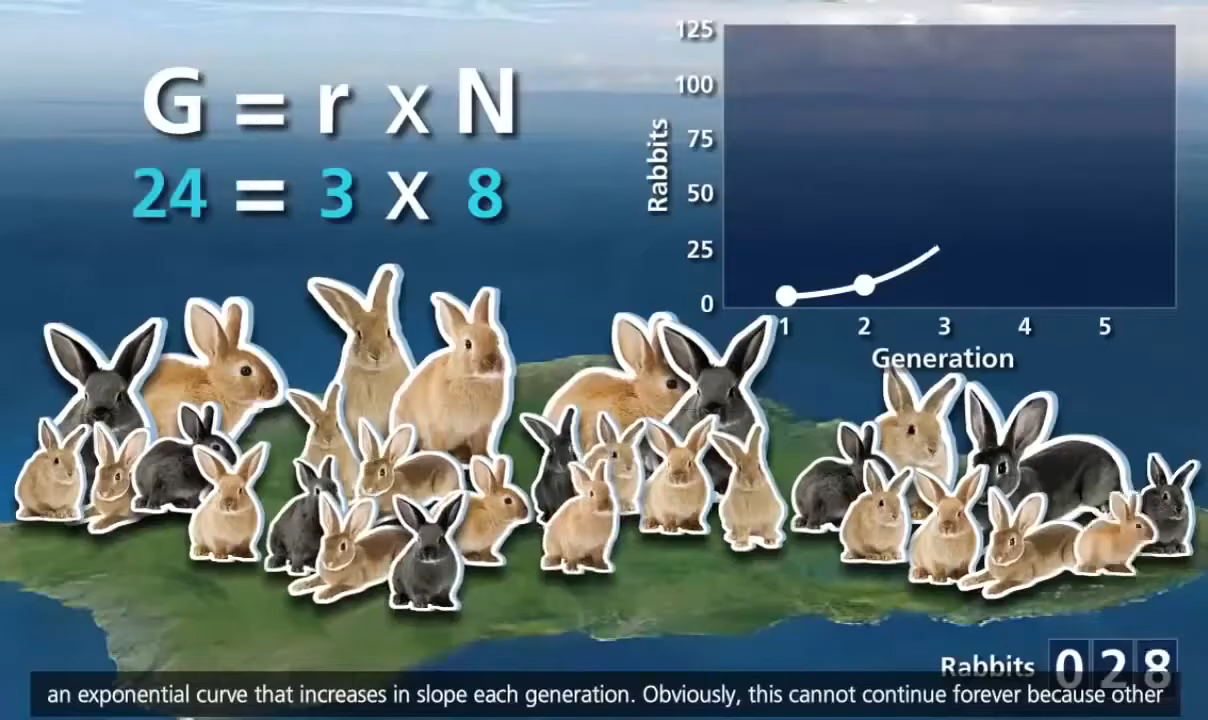 G = r x N
24 = 3 x 8
125
100
75
50
25
0
Rabbits
1 2 3 4 5
Generation
Rabbits 028
an exponential curve that increases in slope each generation. Obviously, this cannot continue forever because other